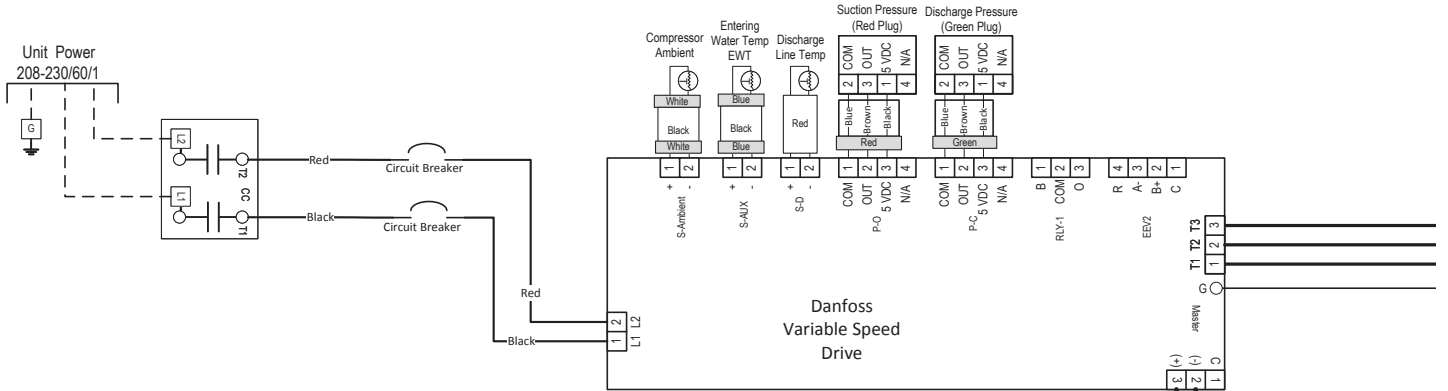 Unit Power
208-230/60/1
G
L2
L1
T2
CC
T1
Red
Circuit Breaker
Black
Circuit Breaker
Red
Black
2
1
L2
L1
Compressor
Ambient
White
Black
White
1
2
+
-
S-Ambient
Entering
Water Temp
EWT
Blue
Black
Blue
1
2
+
-
S-AUX
Discharge
Line Temp
Red
1
2
+
-
S-D
Suction Pressure
(Red Plug)
COM
OUT
5 VDC
N/A
2
3
1
4
Blue
Brown
Black
Red
1
2
3
4
COM
OUT
5 VDC
N/A
P-O
Discharge Pressure
(Green Plug)
COM
OUT
5 VDC
N/A
2
3
1
4
Blue
Brown
Black
Green
1
2
3
4
COM
OUT
5 VDC
N/A
P-C
1
2
3
B
COM
O
RLY-1
4
3
2
1
R
A-
B+
C
EEV2
T3
T2
T1
3
2
1
G
Master
Danfoss
Variable Speed
Drive
(+)
(-)
C
3
2
1